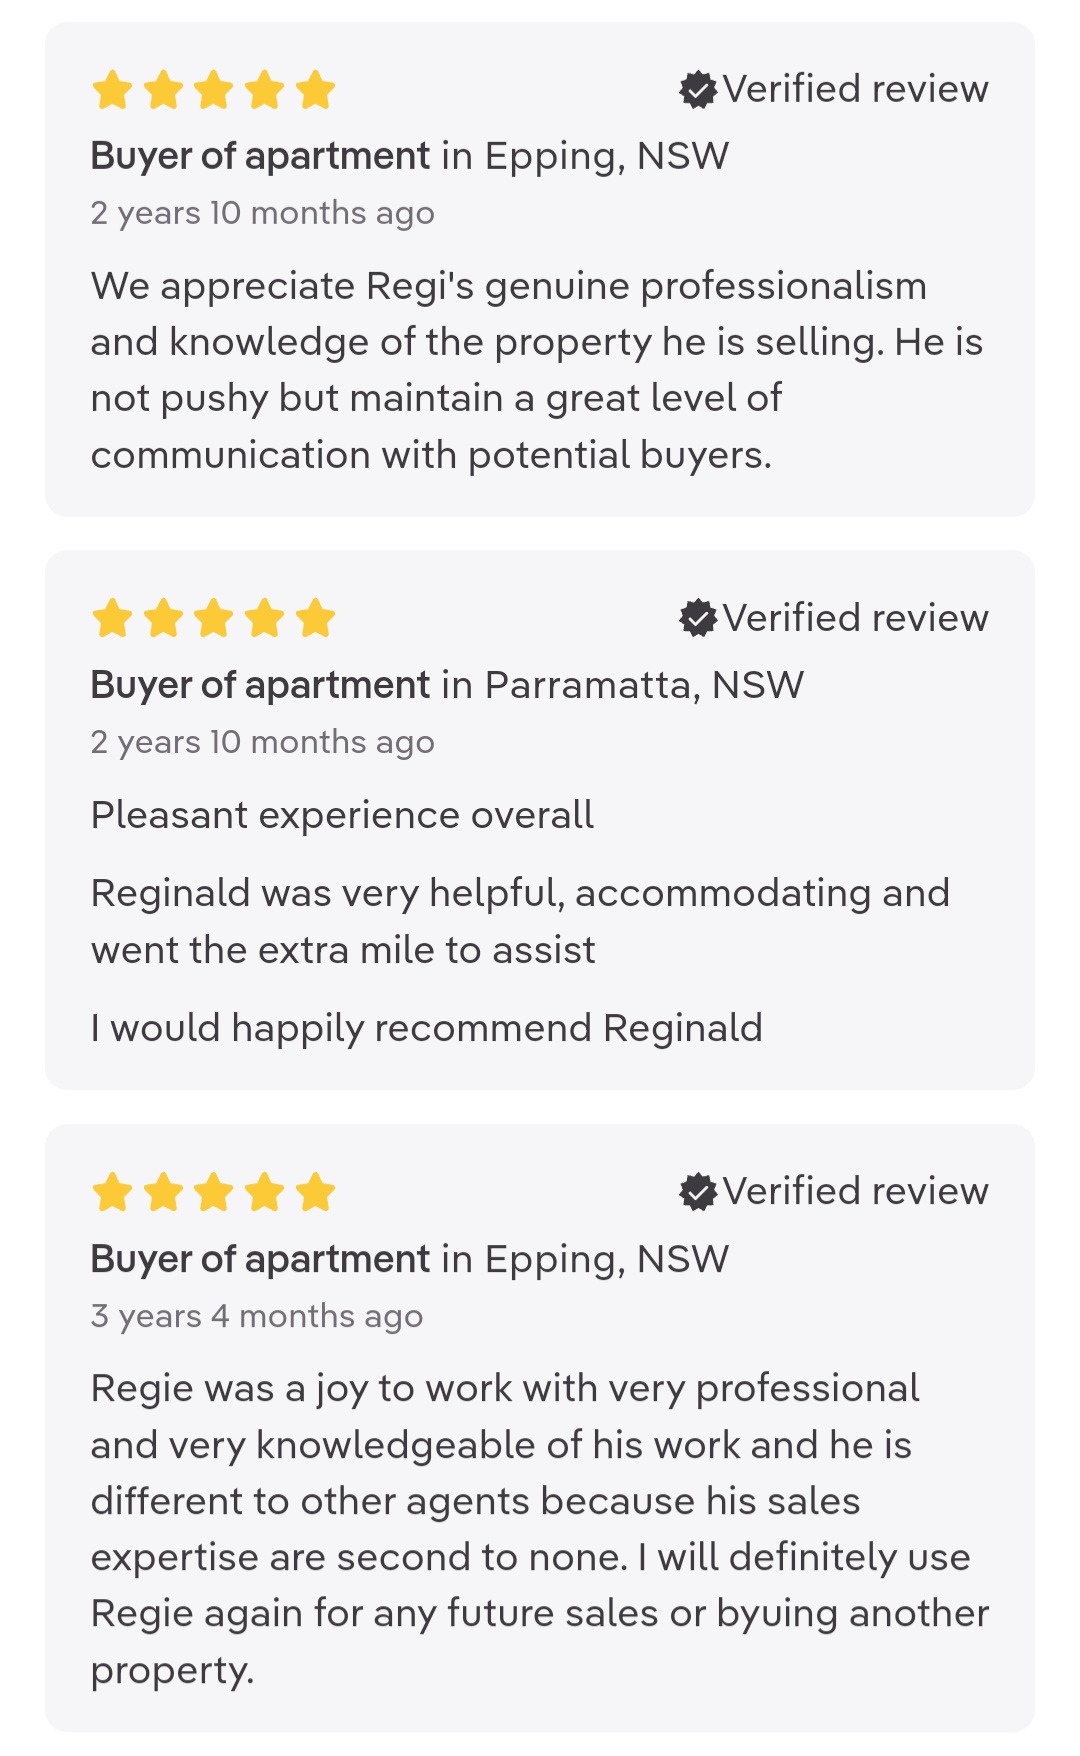 Verified review
Buyer of apartment in Epping, NSW
2 years 10 months ago
We appreciate Regi's genuine professionalism
and knowledge of the property he is selling. He is
not pushy but maintain a great level of
communication with potential buyers.
Verified review
Buyer of apartment in Parramatta, NSW
2 years 10 months ago
Pleasant experience overall
Reginald was very helpful, accommodating and
went the extra mile to assist
I would happily recommend Reginald
Verified review
Buyer of apartment in Epping, NSW
3 years 4 months ago
Regie was a joy to work with very professional
and very knowledgeable of his work and he is
different to other agents because his sales
expertise are second to none. I will definitely use
Regie again for any future sales or byuing another
property.